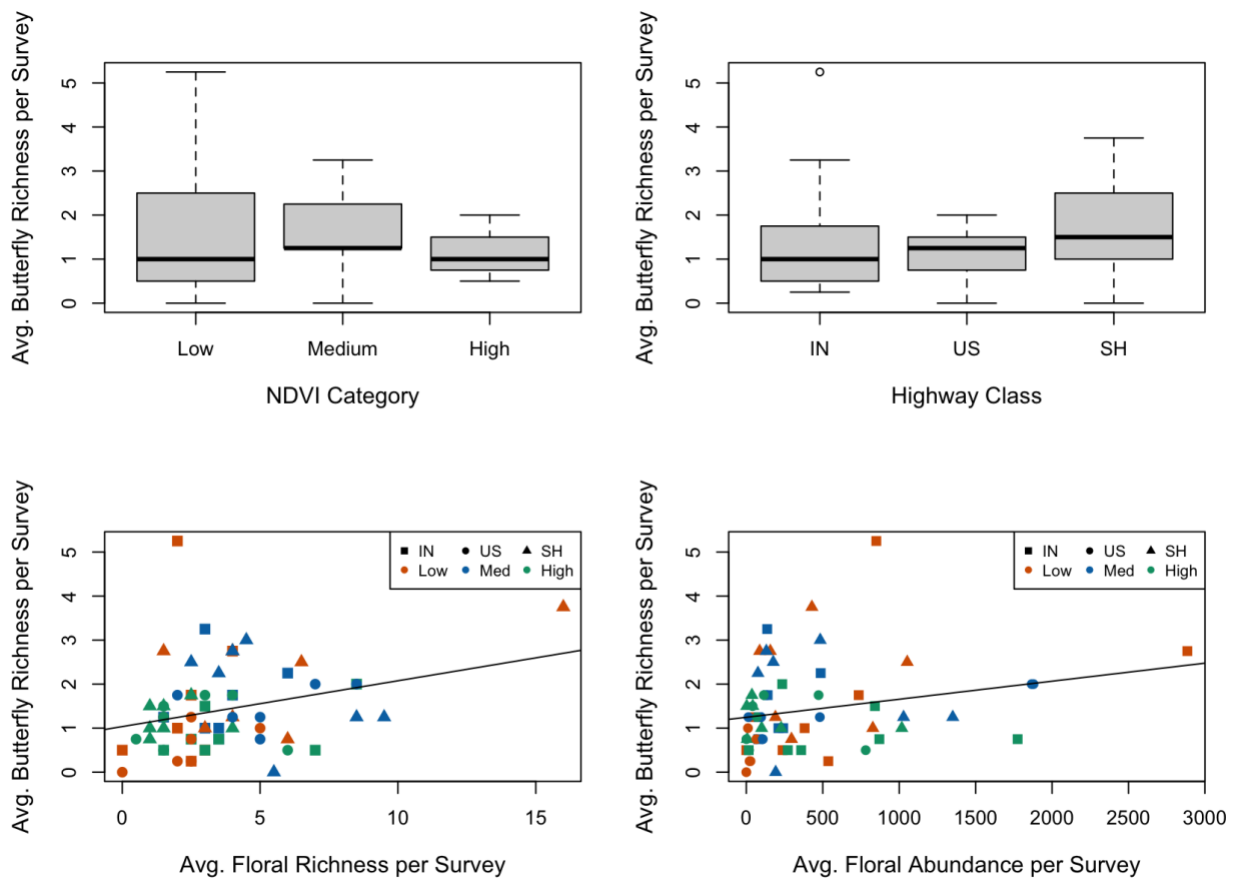 Avg. Butterfly Richness per Survey
5
4
3
2
1
0
Low Medium High
NDVI Category
Avg. Butterfly Richness per Survey
5
4
3
2
1
0
IN US SH
Highway Class
Avg. Butterfly Richness per Survey
5
4
3
2
1
0
IN US SH
Low Med High
0 5 10 15
Avg. Floral Richness per Survey
Avg. Butterfly Richness per Survey
5
4
3
2
1
0
IN US SH
Low Med High
0 500 1000 1500 2000 2500 3000
Avg. Floral Abundance per Survey